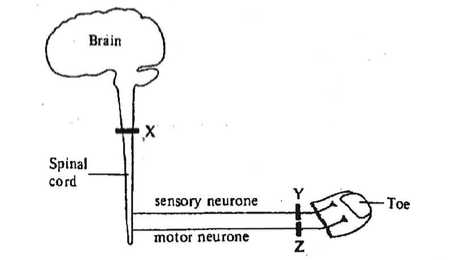 Brain
X
Spinal
cord
sensory neurone
Y
Toe
motor neurone
Z